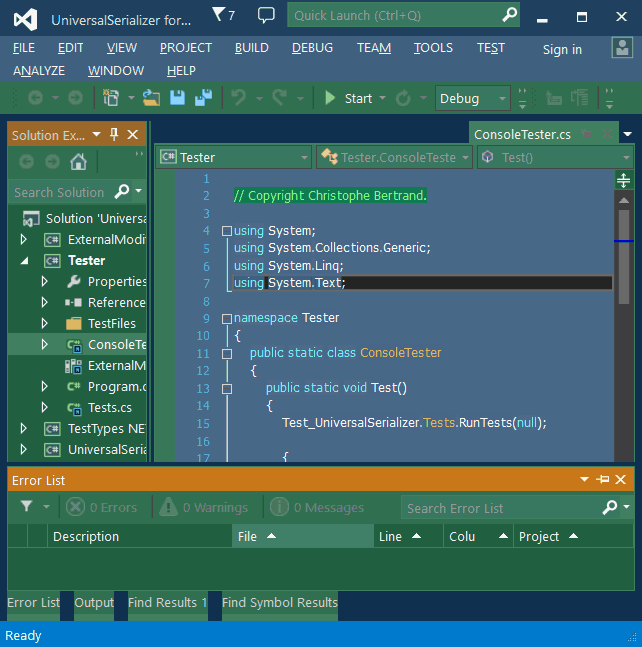 UniversalSerializer for...
7
Quick Launch (Ctrl+Q)
FILE EDIT VIEW PROJECT BUILD DEBUG TEAM TOOLS TEST Sign in
ANALYZE WINDOW HELP
Start Debug
Solution Ex...
Search Solution
Solution 'Univers
ExternalModi
Tester
Properties
Reference
TestFiles
ConsoleTe
ExternalM
Program.c
Tests.cs
TestTypes NE
UniversalSeria
ConsoleTester.cs
Tester Tester.ConsoleTeste Test()
1
2 // Copyright Christophe Bertrand.
3
4 using System;
5 using System.Collections.Generic;
6 using System.Linq;
7 using System.Text;
8
9 namespace Tester
10 {
11 public static class ConsoleTester
12 {
13 public static void Test()
14 {
15 Test_UniversalSerializer.Tests.RunTests(null);
16
17 {
Error List
0 Errors 0 Warnings 0 Messages Search Error List
Description File Line Colu Project
Error List Output Find Results 1 Find Symbol Results
Ready